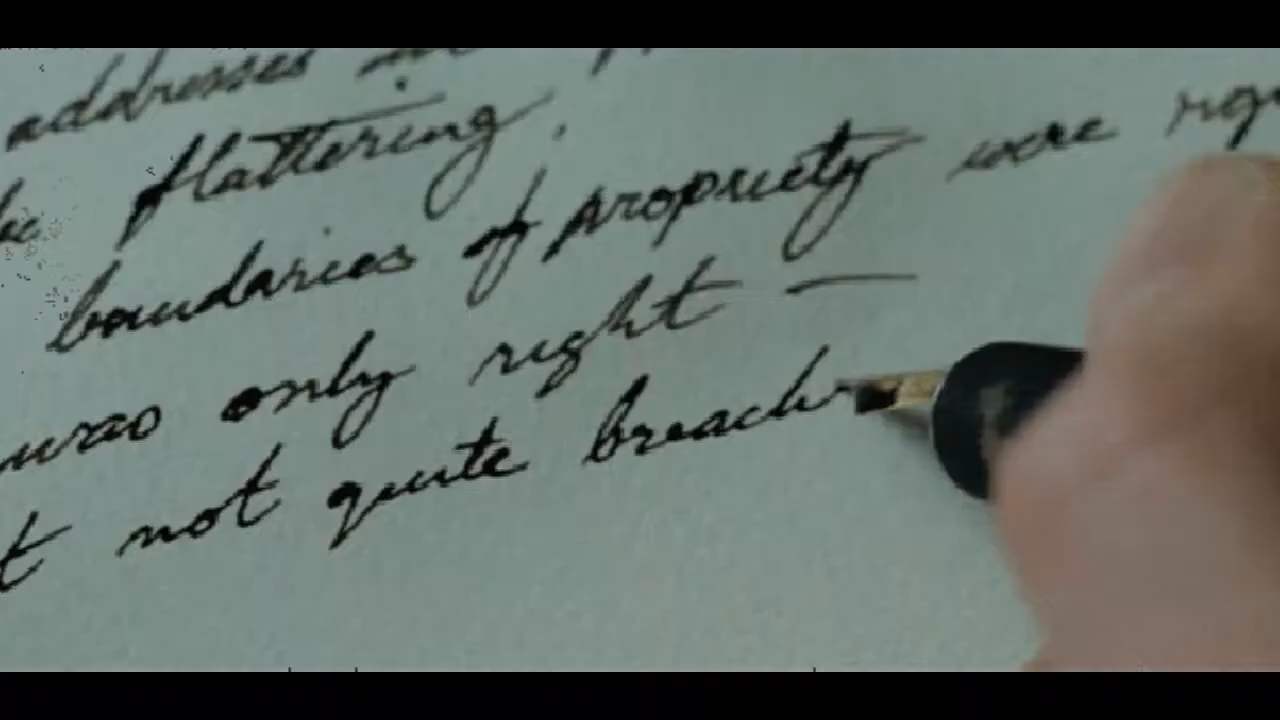 addresses
flattering,
boundaries of propriety were
was only right —
not quite breach